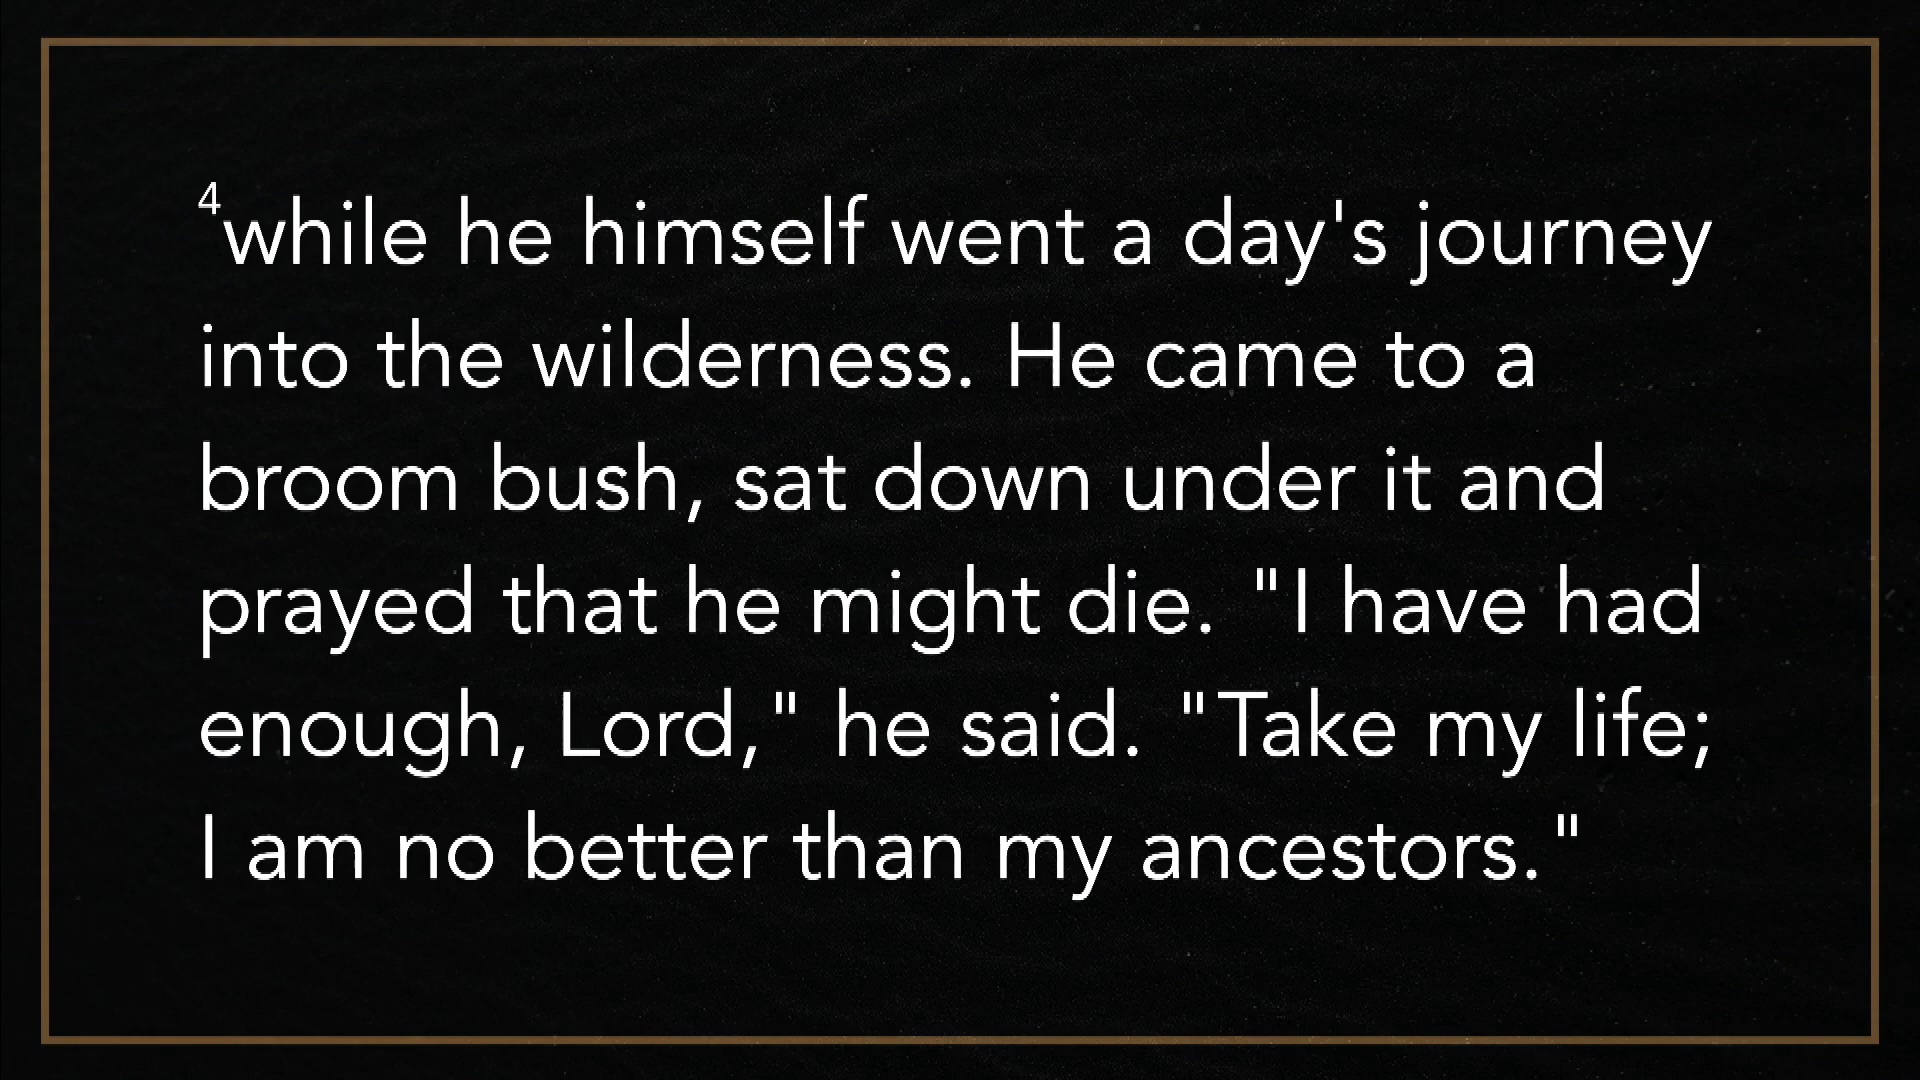 4while he himself went a day's journey
into the wilderness. He came to a
broom bush, sat down under it and
prayed that he might die. "I have had
enough, Lord," he said. "Take my life;
I am no better than my ancestors."